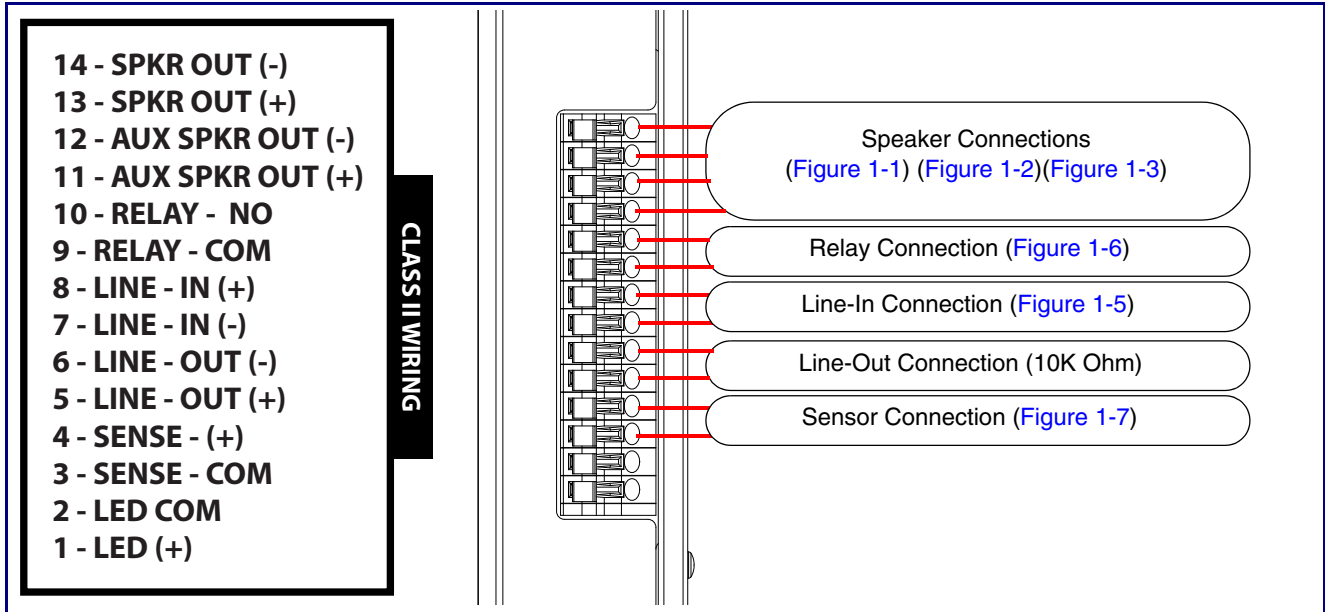 14 - SPKR OUT (-)
13 - SPKR OUT (+)
12 - AUX SPKR OUT (-)
11 - AUX SPKR OUT (+)
10 - RELAY - NO
9 - RELAY - COM
8 - LINE - IN (+)
7 - LINE - IN (-)
6 - LINE - OUT (-)
5 - LINE - OUT (+)
4 - SENSE - (+)
3 - SENSE - COM
2 - LED COM
1 - LED (+)
CLASS II WIRING
Speaker Connections
(Figure 1-1) (Figure 1-2)(Figure 1-3)
Relay Connection (Figure 1-6)
Line-In Connection (Figure 1-5)
Line-Out Connection (10K Ohm)
Sensor Connection (Figure 1-7)